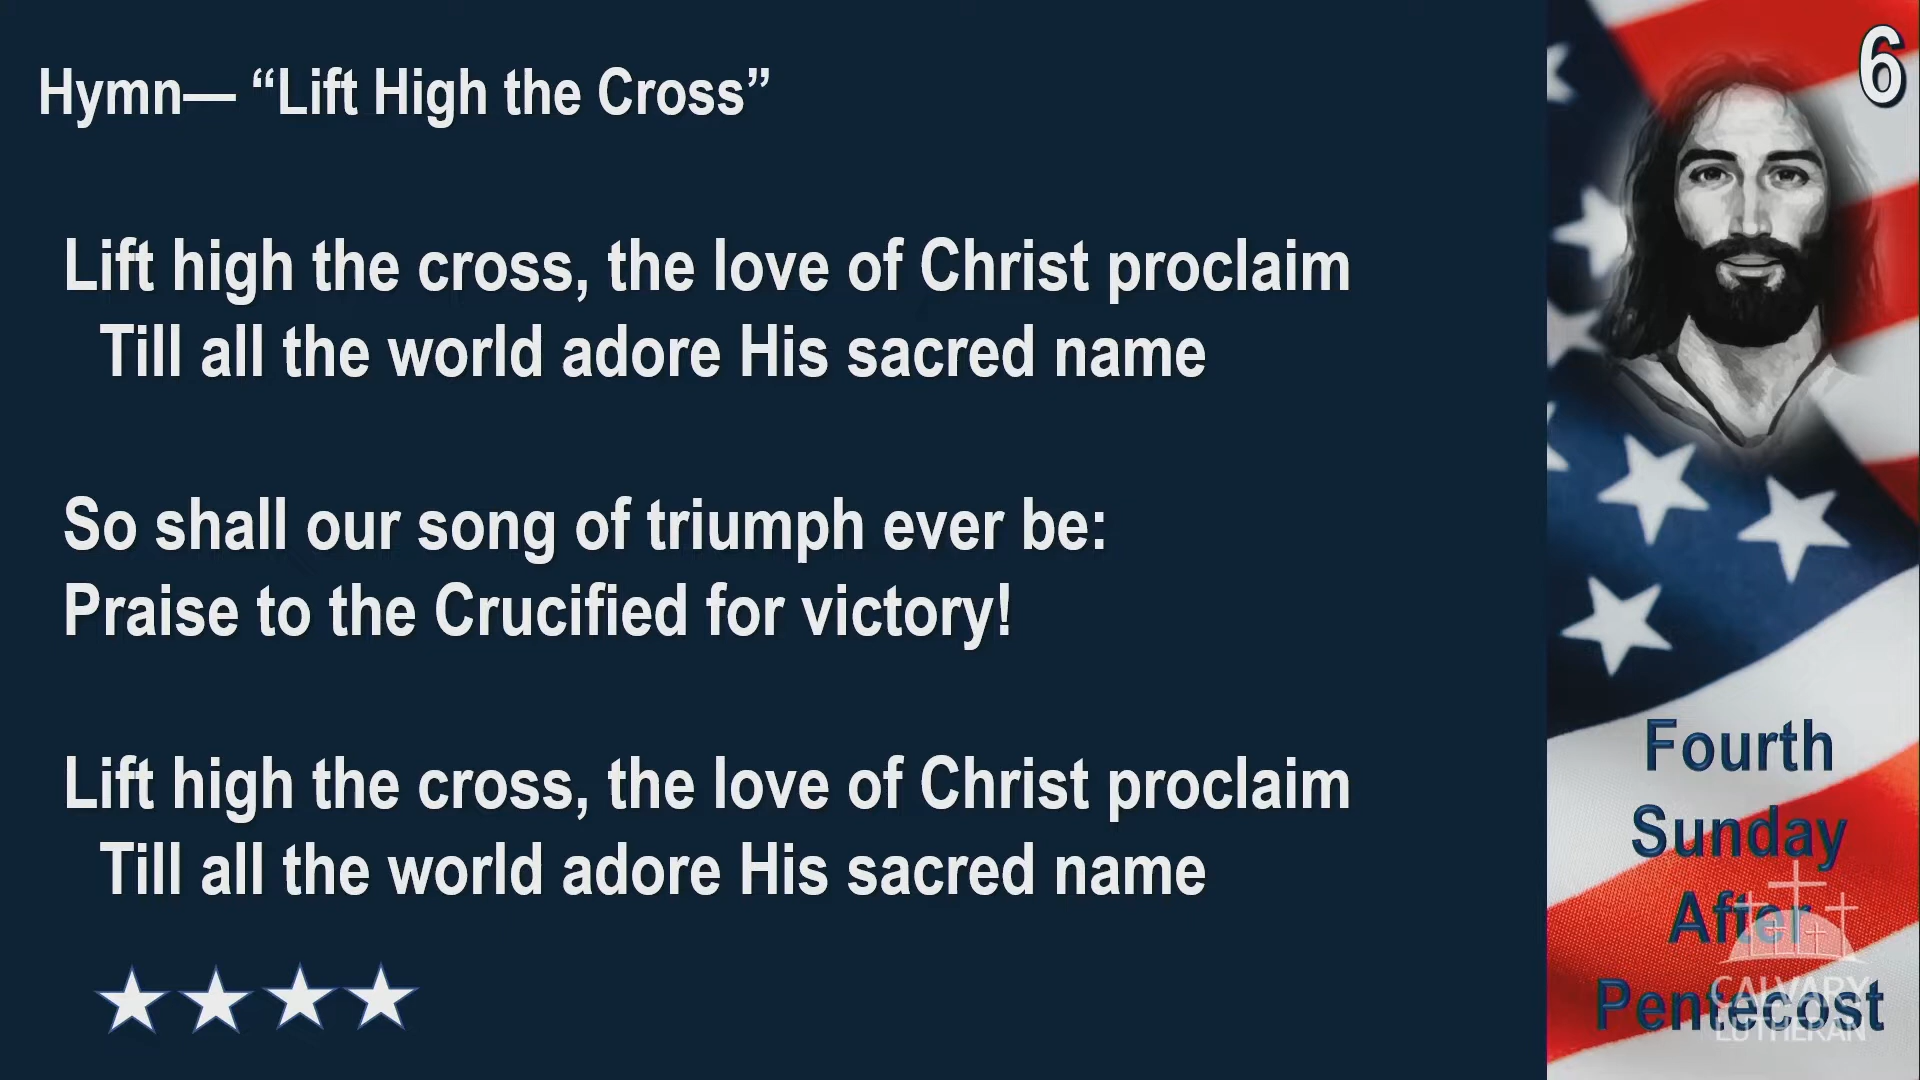 Hymn— “Lift High the Cross”
Lift high the cross, the love of Christ proclaim
Till all the world adore His sacred name
So shall our song of triumph ever be:
Praise to the Crucified for victory!
Lift high the cross, the love of Christ proclaim
Till all the world adore His sacred name
6
Fourth
Sunday
After
Pentecost
CALVARY
LUTHERAN